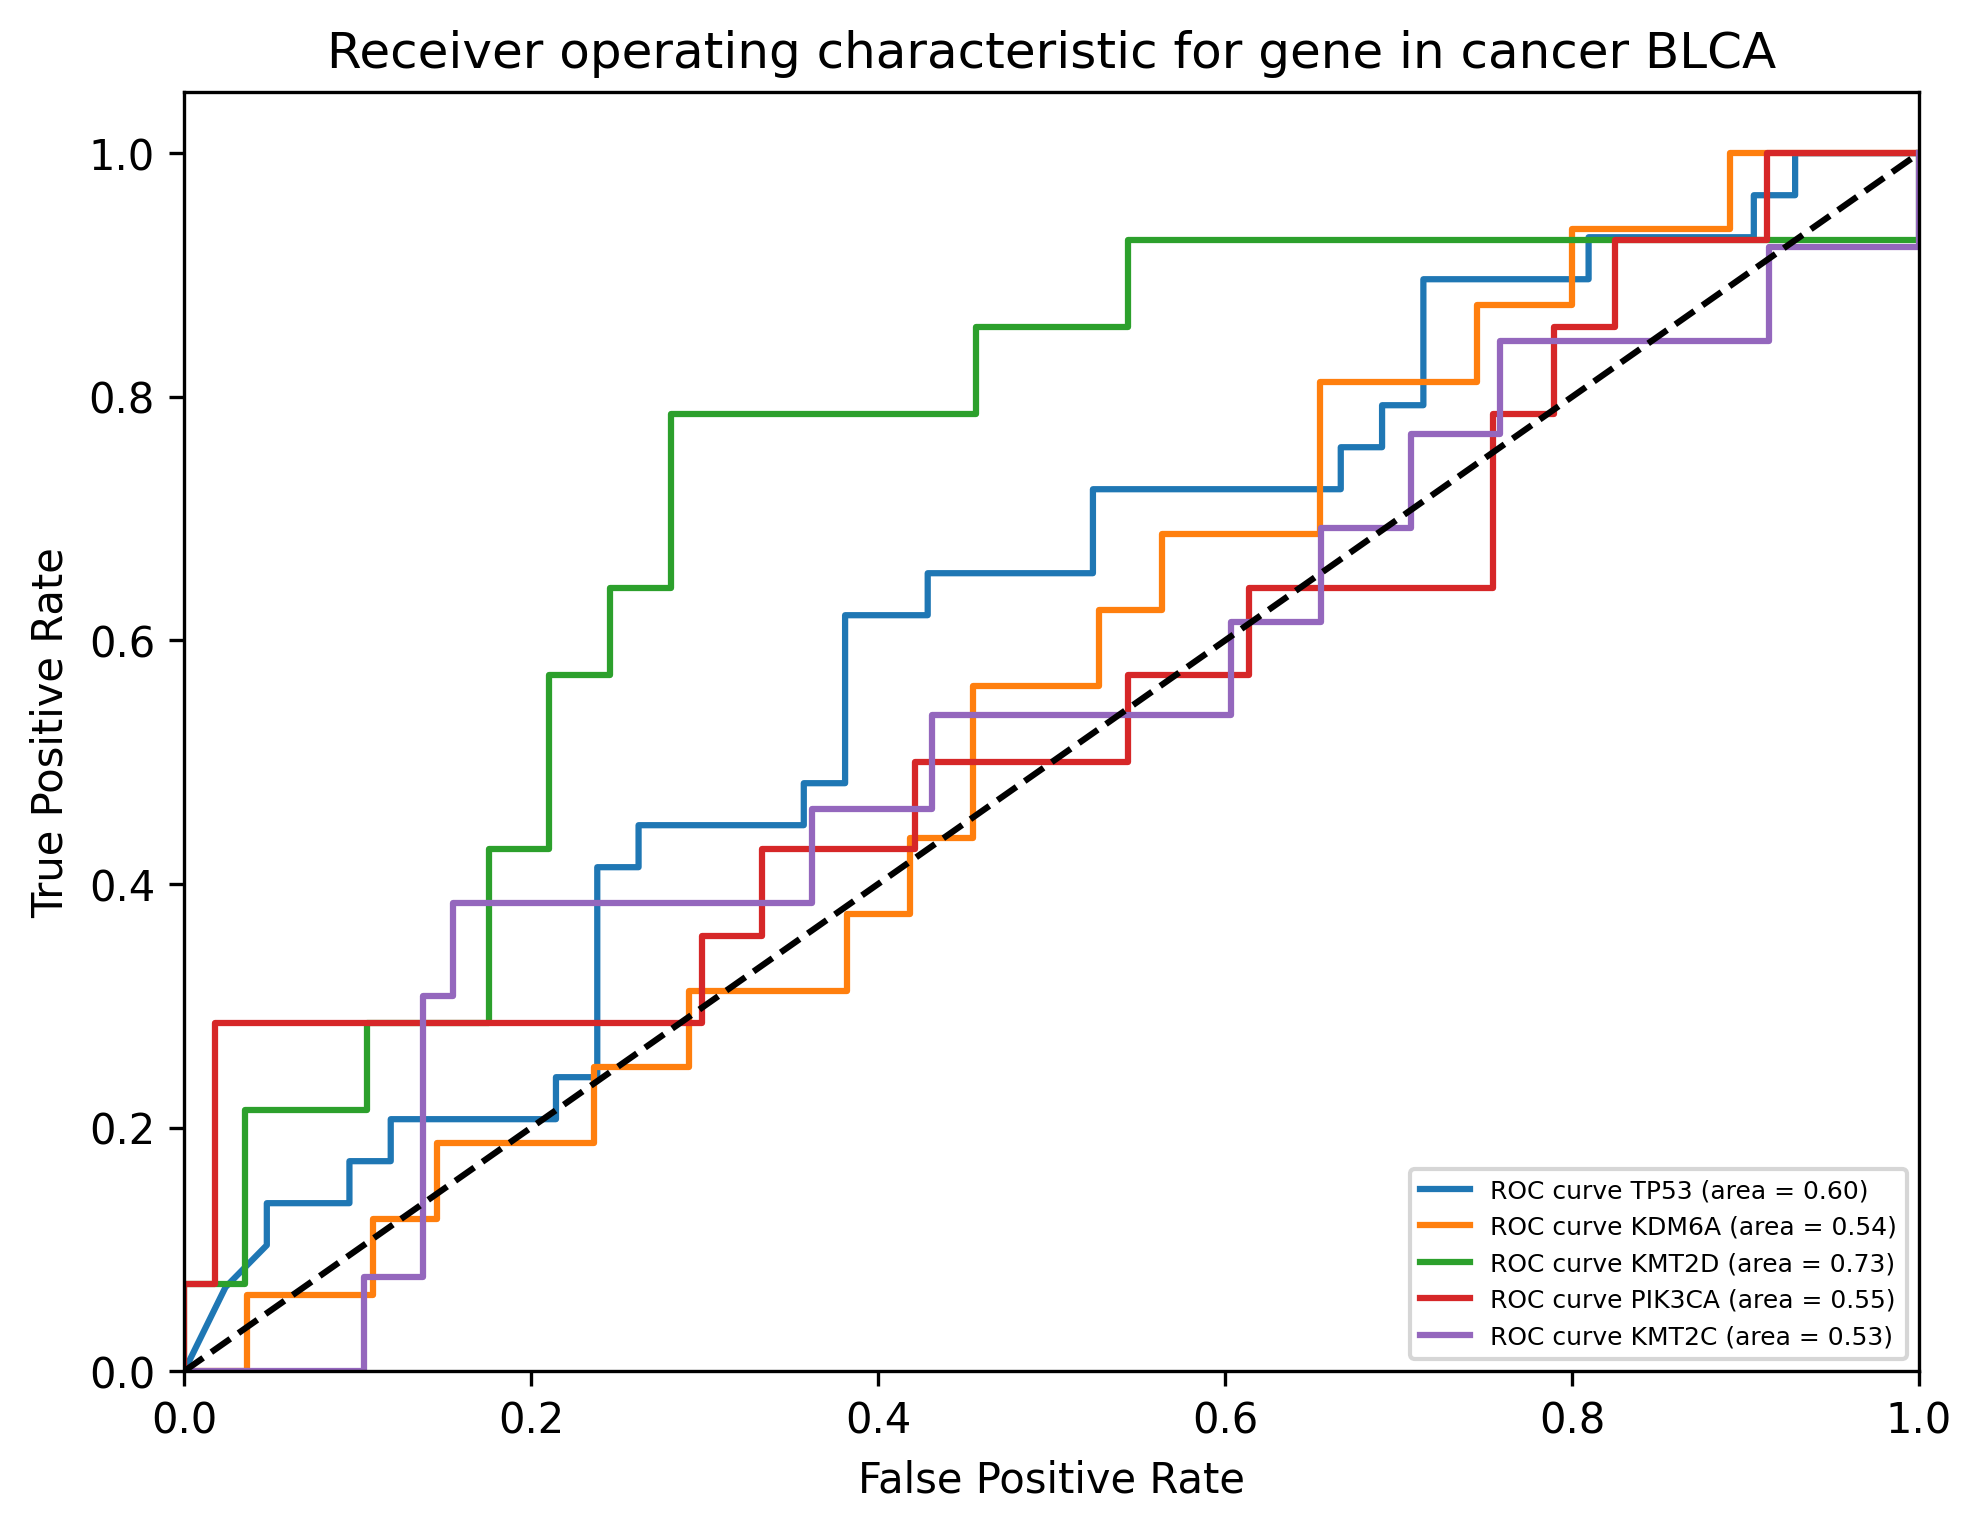 Receiver operating characteristic for gene in cancer BLCA
True Positive Rate
1.0
0.8
0.6
0.4
0.2
0.0
ROC curve TP53 (area = 0.60)
ROC curve KDM6A (area = 0.54)
ROC curve KMT2D (area = 0.73)
ROC curve PIK3CA (area = 0.55)
ROC curve KMT2C (area = 0.53)
0.0 0.2 0.4 0.6 0.8 1.0
False Positive Rate